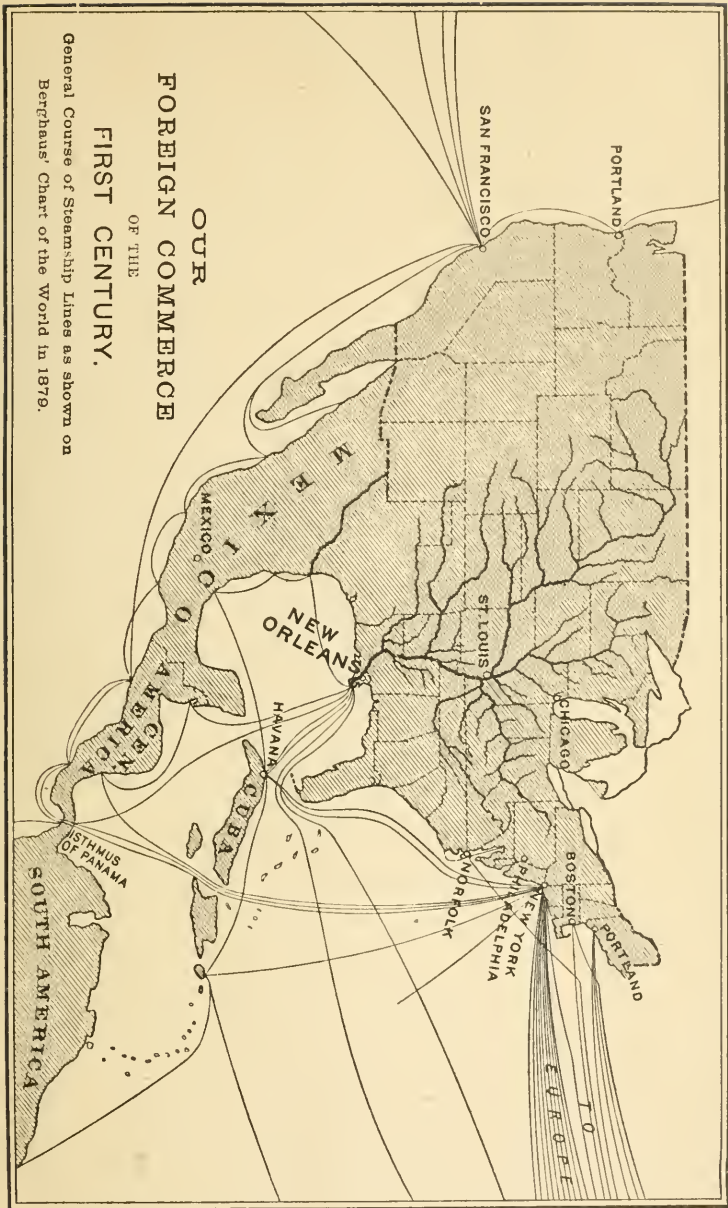 OUR
FOREIGN COMMERCE
OF THE
FIRST CENTURY.
General Course of Steamship Lines as shown on
Berghaus' Chart of the World in 1879.
PORTLAND
SAN FRANCISCO
ST. LOUIS
CHICAGO
BOSTON
PORTLAND
NEW YORK
PHILADELPHIA
NORFOLK
TO
EUROPE
NEW
ORLEANS
MEXICO
MEXICO
HAVANA
CUBA
CEN.
AMERICA
ISTHMUS
OF PANAMA
SOUTH AMERICA